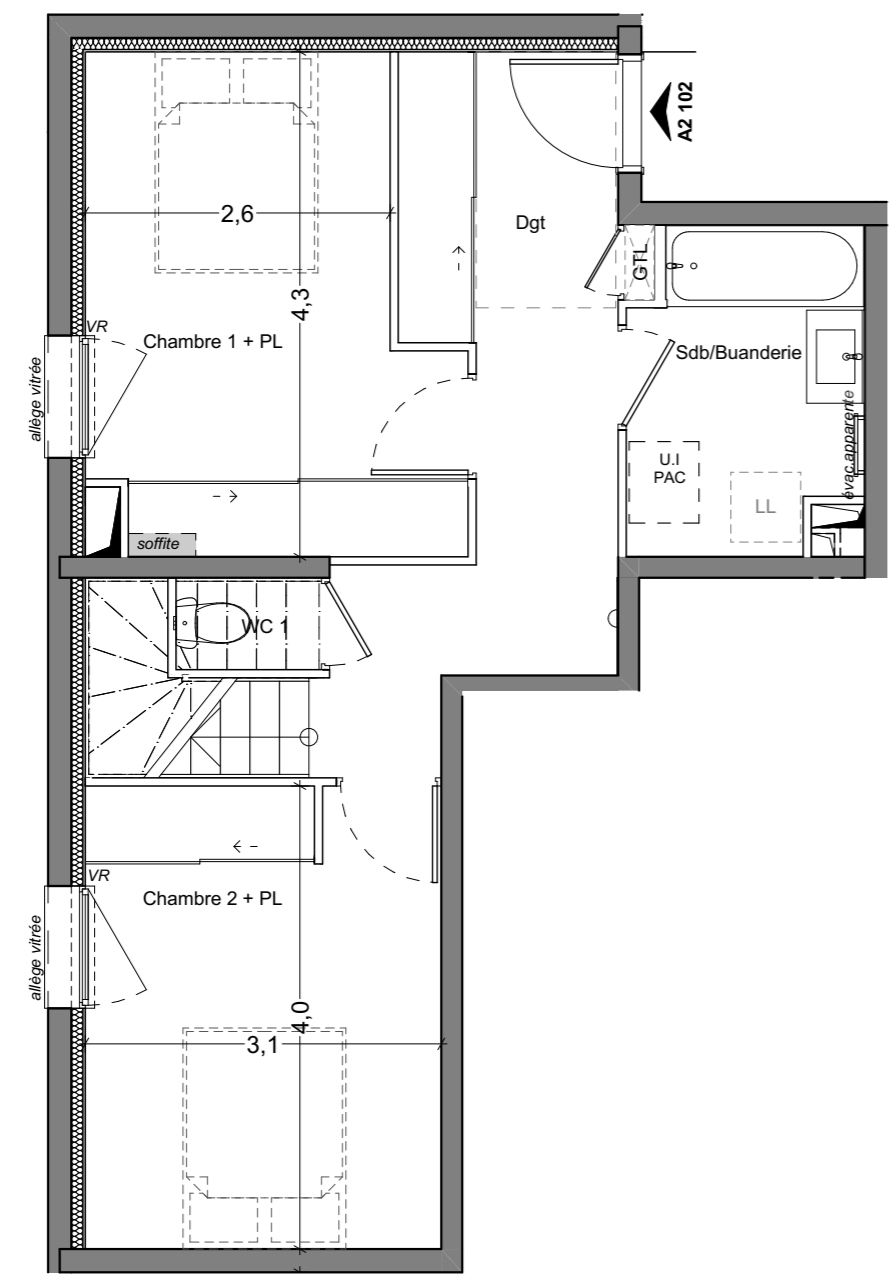 A2 102
2,6
Dgt
GTL
4,3
VR
Chambre 1 + PL
Sdb/Buanderie
allège vitrée
évac.apparente
U.I
PAC
LL
soffite
WC 1
VR
Chambre 2 + PL
allège vitrée
4,0
3,1